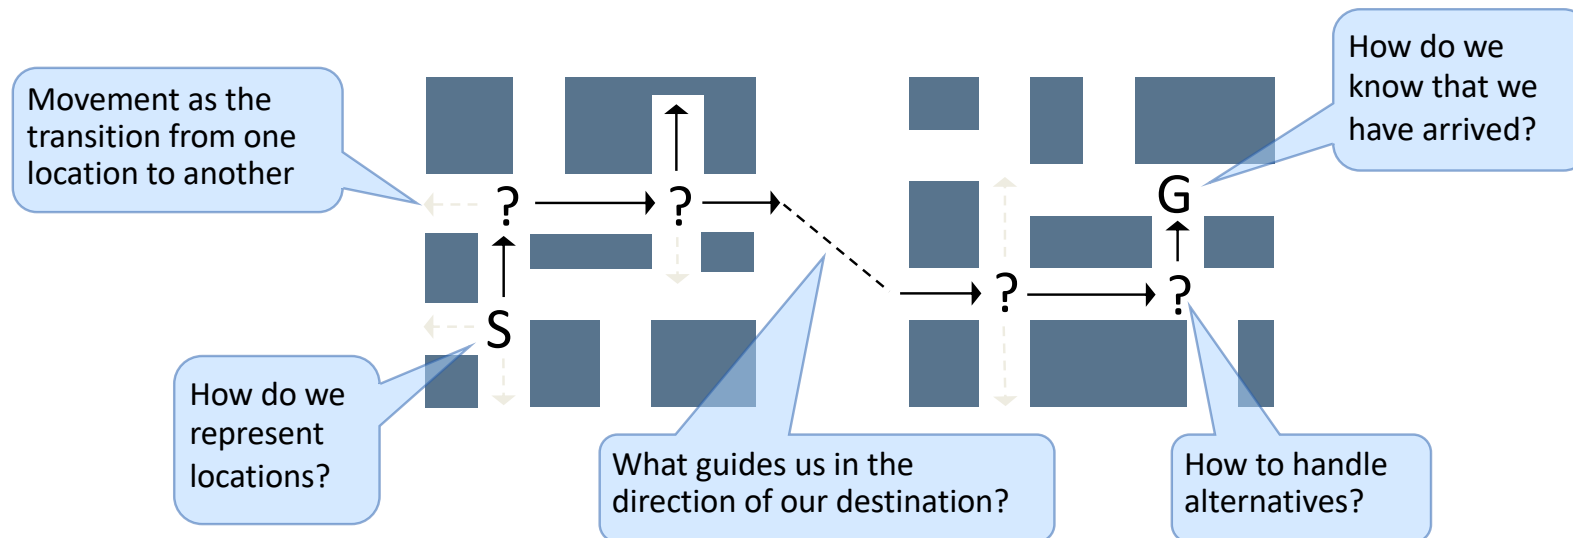 Movement as the
transition from one
location to another
How do we
know that we
have arrived?
? ? G
S ? ?
How do we
represent
locations?
What guides us in the
direction of our destination?
How to handle
alternatives?